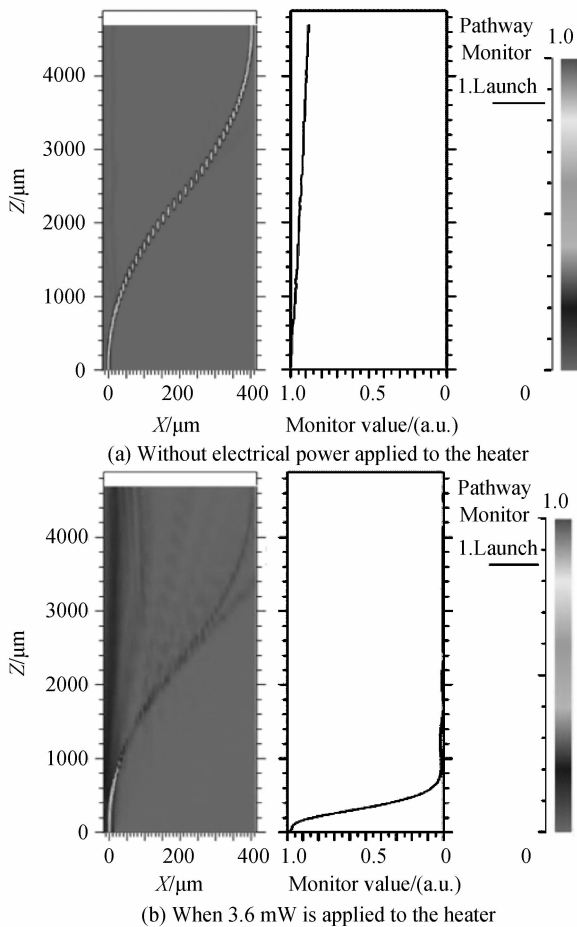 4000
3000
2000
1000
0
Z/μm
0 200 400
X/μm
1.0 0.5 0
Monitor value/(a.u.)
Pathway
Monitor
1.Launch
1.0
0
(a) Without electrical power applied to the heater
4000
3000
2000
1000
0
Z/μm
0 200 400
X/μm
1.0 0.5 0
Monitor value/(a.u.)
Pathway
Monitor
1.Launch
1.0
0
(b) When 3.6 mW is applied to the heater